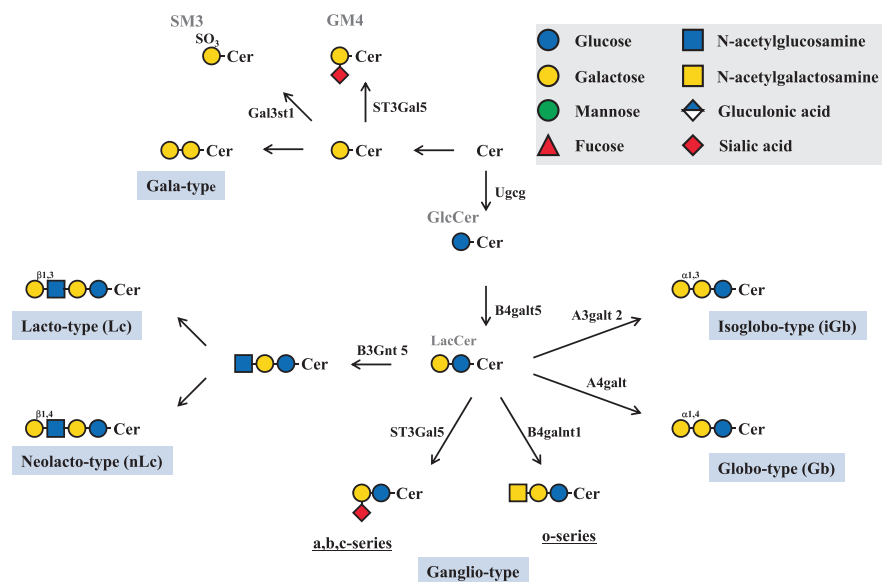 SM3
GM4
SO3
Cer
Cer
Gal3st1
ST3Gal5
Cer
Cer
Cer
Gala-type
Ugcg
GlcCer
Cer
β1,3
Cer
Lacto-type (Lc)
B4galt5
A3galt 2
α1,3
Cer
Isoglobo-type (iGb)
B3Gnt 5
LacCer
Cer
Cer
A4galt
β1,4
Cer
Neolacto-type (nLc)
ST3Gal5
B4galnt1
α1,4
Cer
Globo-type (Gb)
Cer
Cer
a,b,c-series
o-series
Ganglio-type
Glucose
N-acetylglucosamine
Galactose
N-acetylgalactosamine
Mannose
Gluculonic acid
Fucose
Sialic acid